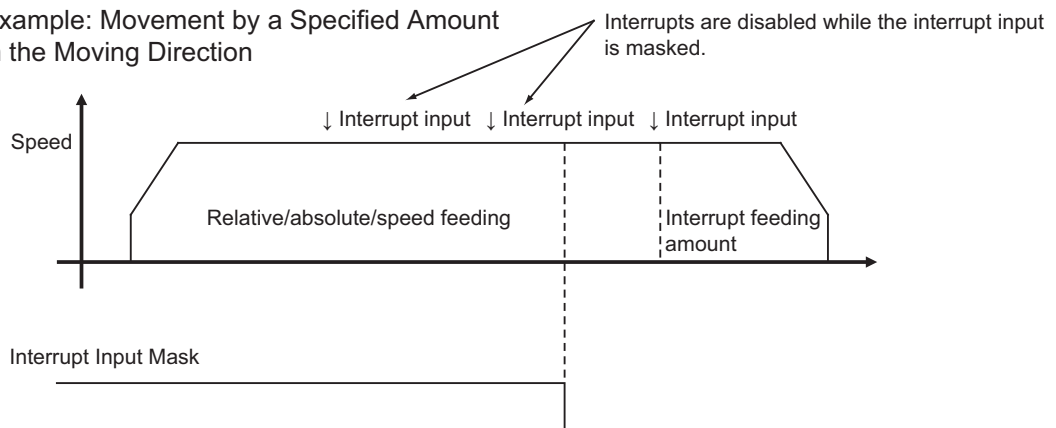 xample: Movement by a Specified Amount
the Moving Direction
Interrupts are disabled while the interrupt input
is masked.
↓ Interrupt input ↓ Interrupt input ↓ Interrupt input
Speed
Relative/absolute/speed feeding
Interrupt feeding
amount
Interrupt Input Mask